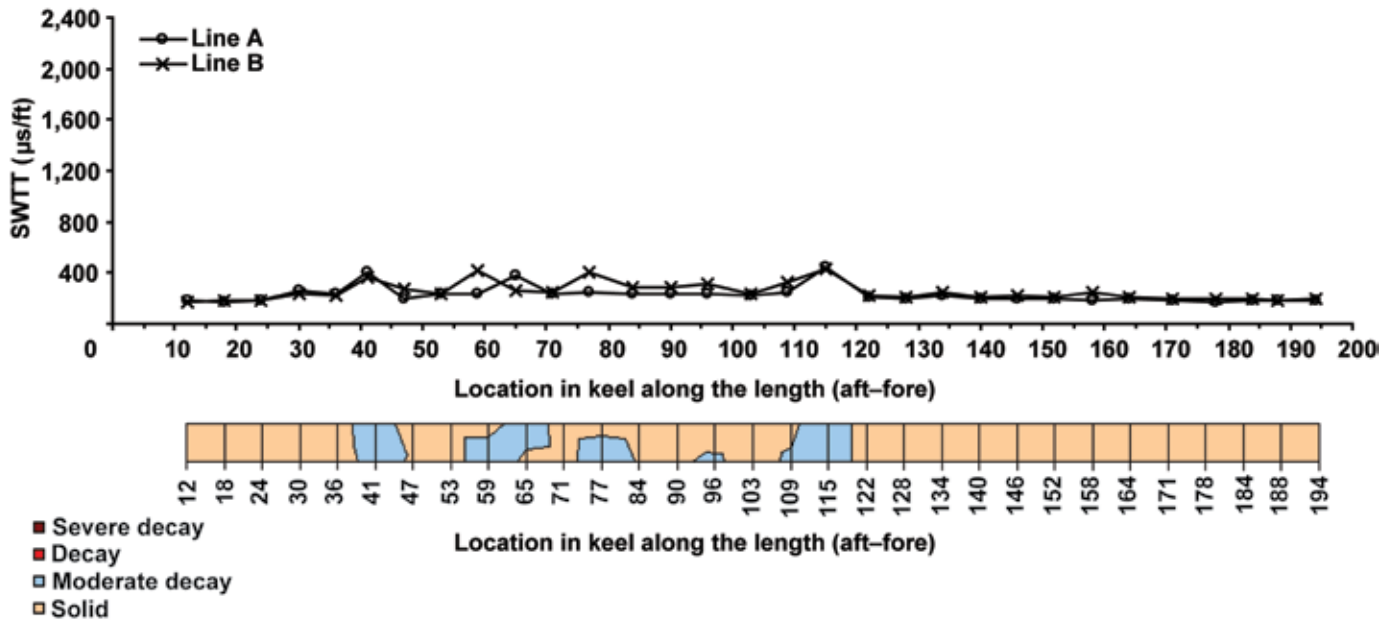 2,400
2,000
1,600
1,200
800
400
SWTT (µs/ft)
Line A
Line B
0 10 20 30 40 50 60 70 80 90 100 110 120 130 140 150 160 170 180 190 200
Location in keel along the length (aft–fore)
12 18 24 30 36 41 47 53 59 65 71 77 84 90 96 103 109 115 122 128 134 140 146 152 158 164 171 178 184 188 194
Location in keel along the length (aft–fore)
Severe decay
Decay
Moderate decay
Solid